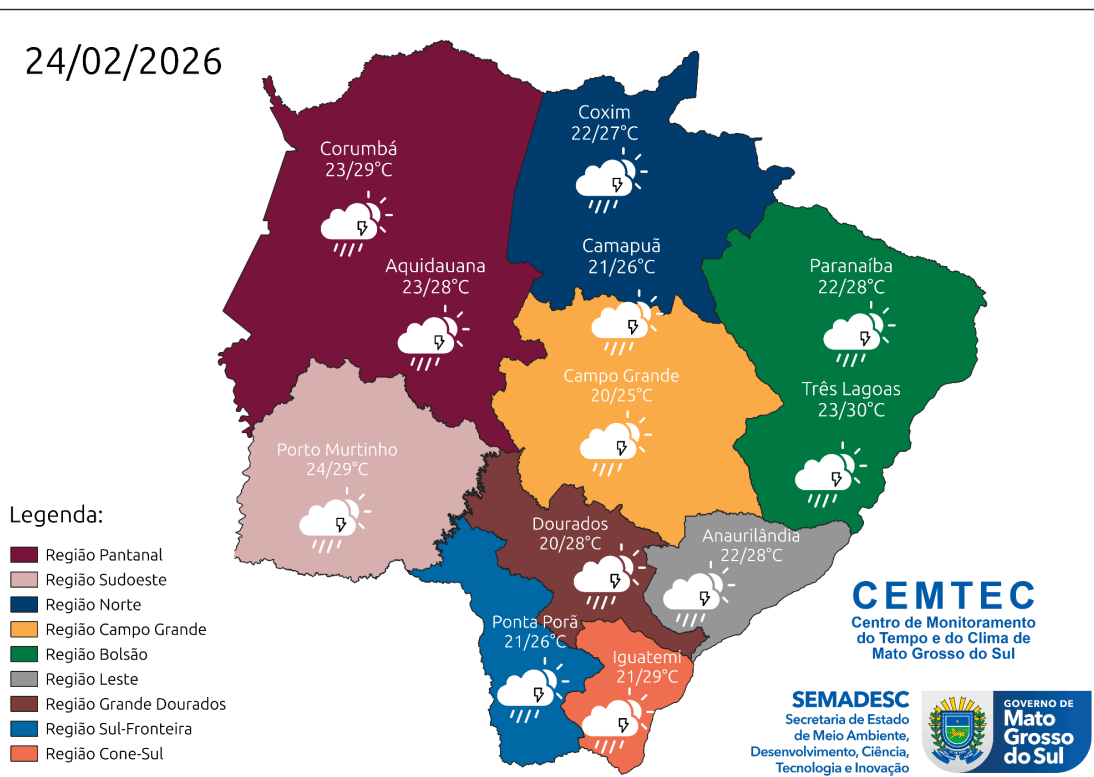 24/02/2026
Coxim
22/27°C
Corumbá
23/29°C
Camapuã
21/26°C
Aquidauana
23/28°C
Paranaíba
22/28°C
Campo Grande
20/25°C
Três Lagoas
23/30°C
Porto Murtinho
24/29°C
Dourados
20/28°C
Anaurilândia
22/28°C
Ponta Porã
21/26°C
Iguatemi
21/29°C
Legenda:
Região Pantanal
Região Sudoeste
Região Norte
Região Campo Grande
Região Bolsão
Região Leste
Região Grande Dourados
Região Sul-Fronteira
Região Cone-Sul
CEMTEC
Centro de Monitoramento
do Tempo e do Clima de
Mato Grosso do Sul
SEMADESC
Secretaria de Estado
de Meio Ambiente,
Desenvolvimento, Ciência,
Tecnologia e Inovação
GOVERNO DE
Mato
Grosso
do Sul